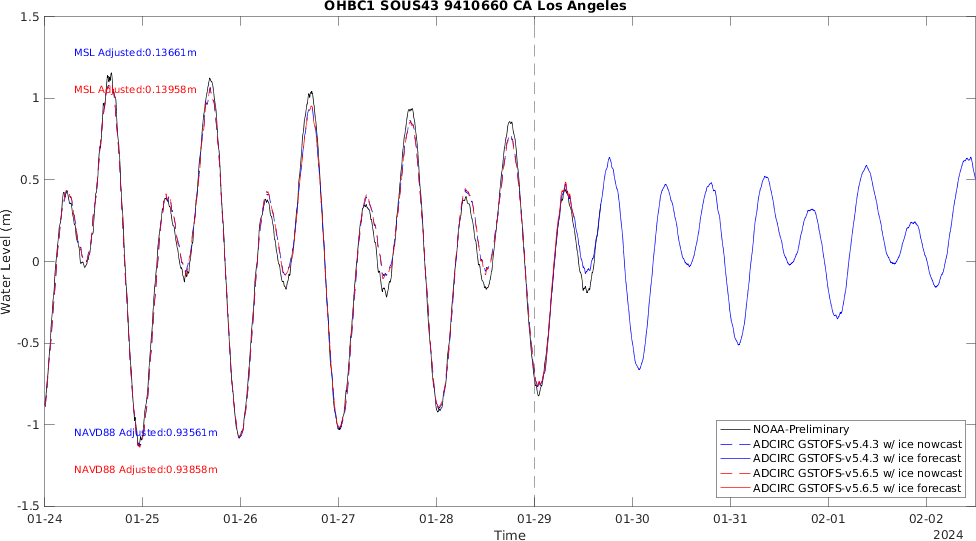 OHBC1 SOUS43 9410660 CA Los Angeles
1.5
1
0.5
0
-0.5
-1
-1.5
Water Level (m)
MSL Adjusted:0.13661m
MSL Adjusted:0.13958m
NAVD88 Adjusted:0.93561m
NAVD88 Adjusted:0.93858m
NOAA-Preliminary
ADCIRC GSTOFS-v5.4.3 w/ ice nowcast
ADCIRC GSTOFS-v5.4.3 w/ ice forecast
ADCIRC GSTOFS-v5.6.5 w/ ice nowcast
ADCIRC GSTOFS-v5.6.5 w/ ice forecast
01-24 01-25 01-26 01-27 01-28 01-29 01-30 01-31 02-01 02-02
Time
2024